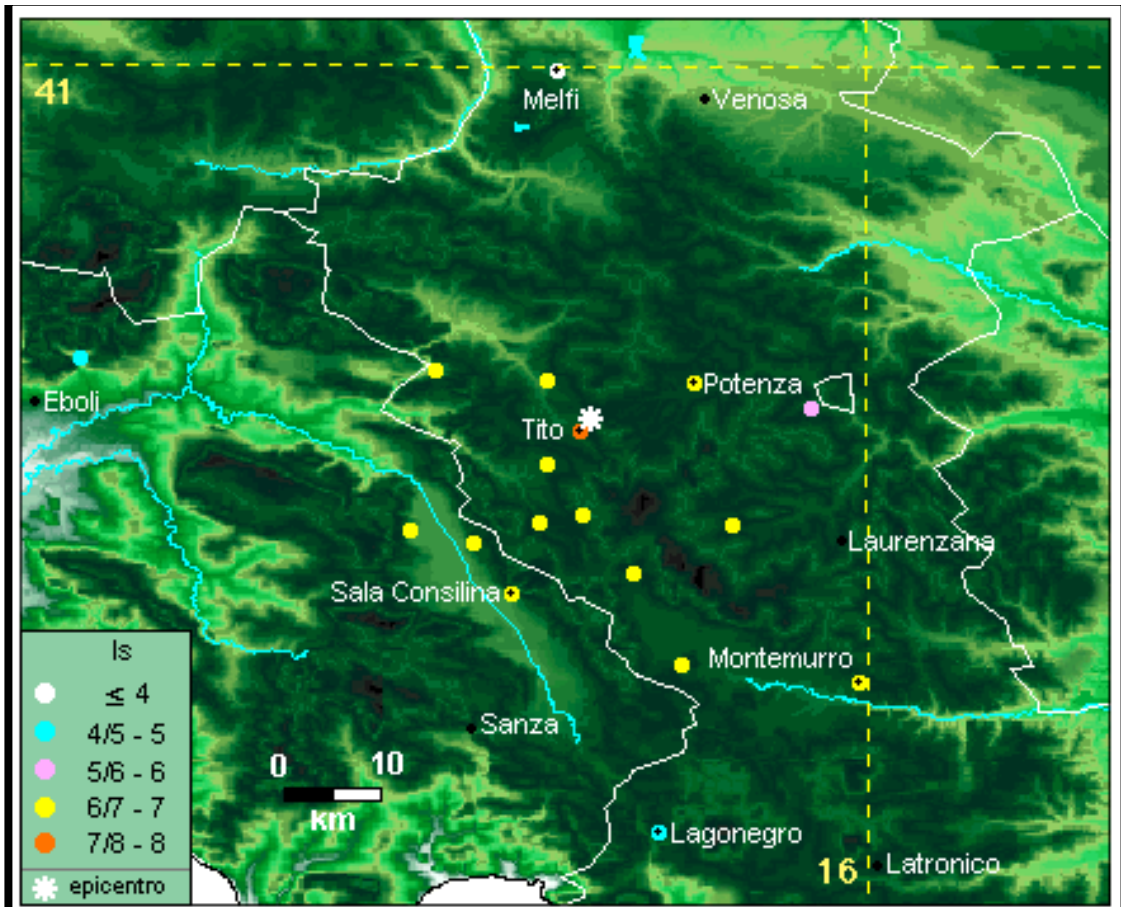 41
Melfi
Venosa
Eboli
Potenza
Tito
Laurenzana
Sala Consilina
Montemurro
Sanza
Lagonegro
16
Latronico
0 10
km
Is
≤ 4
4/5 - 5
5/6 - 6
6/7 - 7
7/8 - 8
epicentro